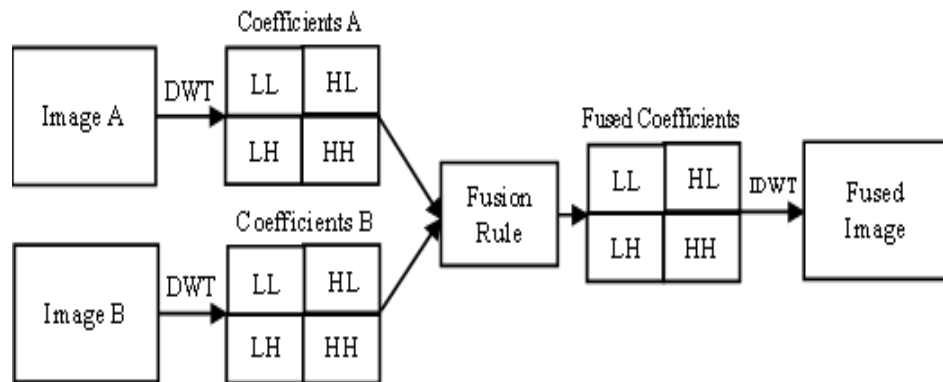 Coefficients A
Image A
DWT
LL HL
LH HH
Coefficients B
Image B
DWT
LL HL
LH HH
Fusion
Rule
Fused Coefficients
LL HL
LH HH
IDWT
Fused
Image